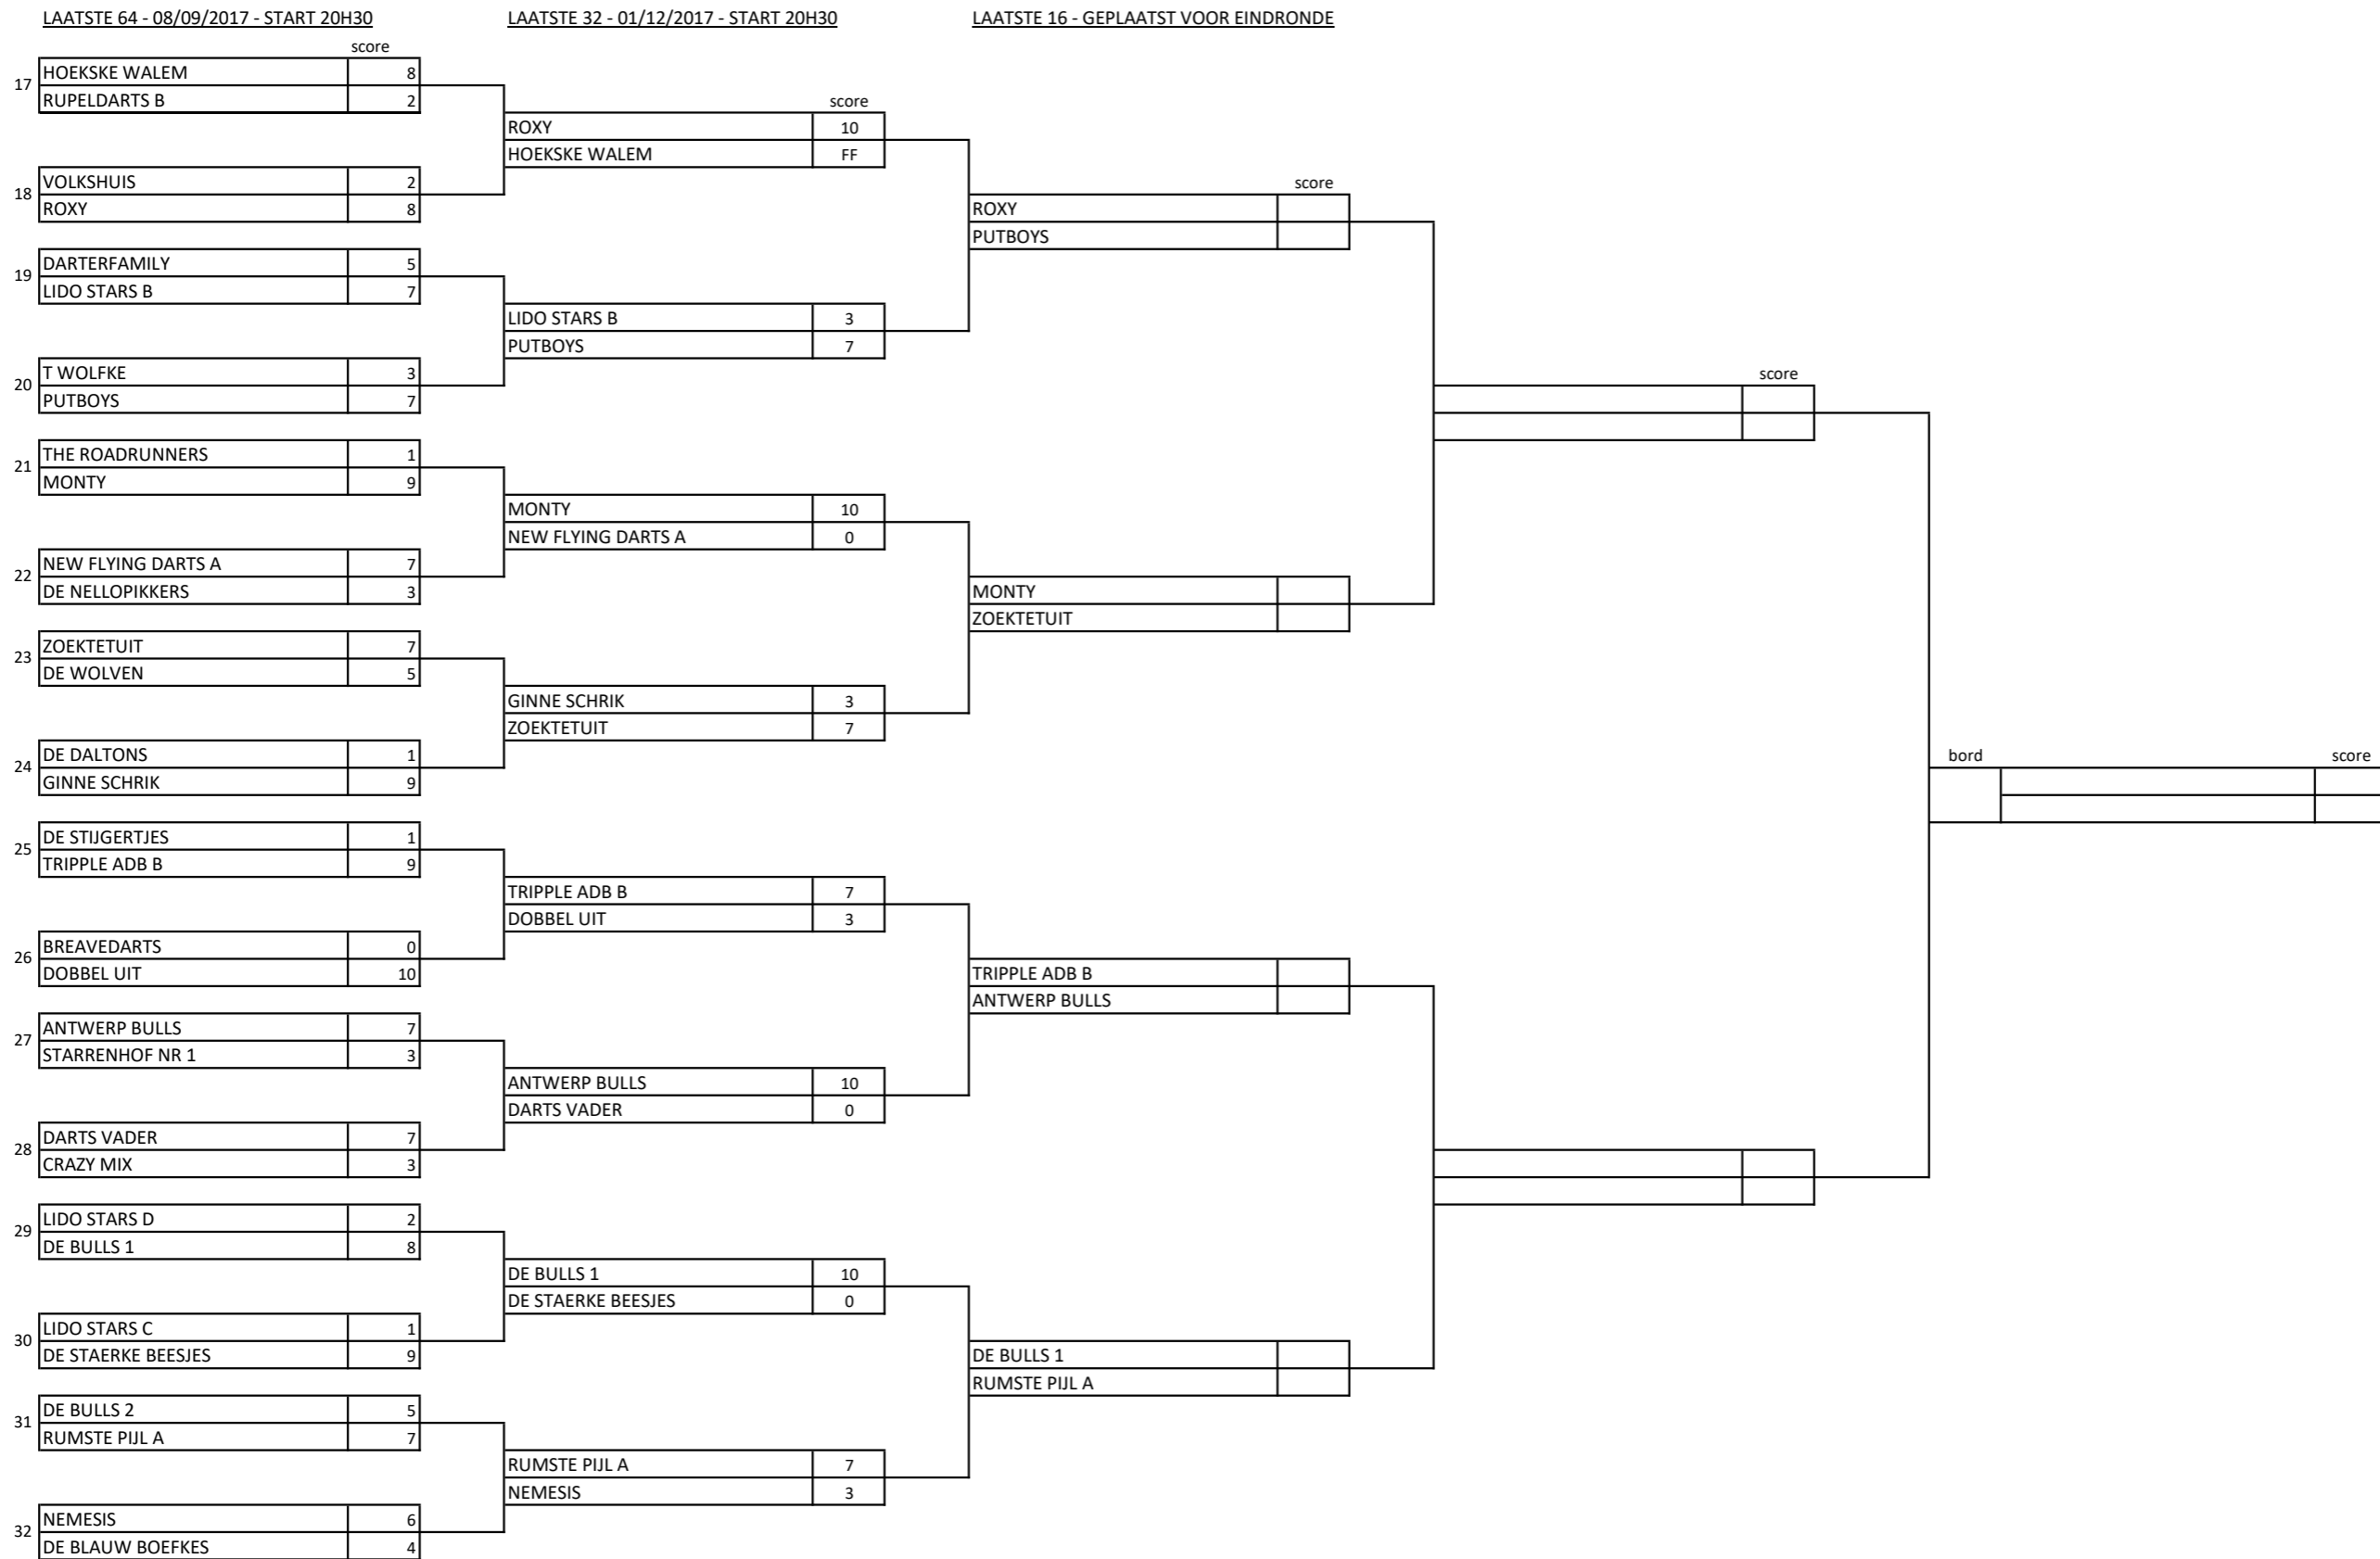 LAATSTE 64 - 08/09/2017 - START 20H30
LAATSTE 32 - 01/12/2017 - START 20H30
LAATSTE 16 - GEPLAATST VOOR EINDRONDE
score
17
HOEKSKE WALEM 8
RUPELDARTS B 2
18
VOLKSHUIS 2
ROXY 8
19
DARTERFAMILY 5
LIDO STARS B 7
20
T WOLFKE 3
PUTBOYS 7
21
THE ROADRUNNERS 1
MONTY 9
22
NEW FLYING DARTS A 7
DE NELLOPIKKERS 3
23
ZOEKTETUIT 7
DE WOLVEN 5
24
DE DALTONS 1
GINNE SCHRIK 9
25
DE STIJGERTJES 1
TRIPPLE ADB B 9
26
BREAVEDARTS 0
DOBBEL UIT 10
27
ANTWERP BULLS 7
STARRENHOF NR 1 3
28
DARTS VADER 7
CRAZY MIX 3
29
LIDO STARS D 2
DE BULLS 1 8
30
LIDO STARS C 1
DE STAERKE BEESJES 9
31
DE BULLS 2 5
RUMSTE PIJL A 7
32
NEMESIS 6
DE BLAUW BOEFKES 4
score
ROXY 10
HOEKSKE WALEM FF
LIDO STARS B 3
PUTBOYS 7
MONTY 10
NEW FLYING DARTS A 0
GINNE SCHRIK 3
ZOEKTETUIT 7
TRIPPLE ADB B 7
DOBBEL UIT 3
ANTWERP BULLS 10
DARTS VADER 0
DE BULLS 1 10
DE STAERKE BEESJES 0
RUMSTE PIJL A 7
NEMESIS 3
score
ROXY
PUTBOYS
MONTY
ZOEKTETUIT
TRIPPLE ADB B
ANTWERP BULLS
DE BULLS 1
RUMSTE PIJL A
score
bord score